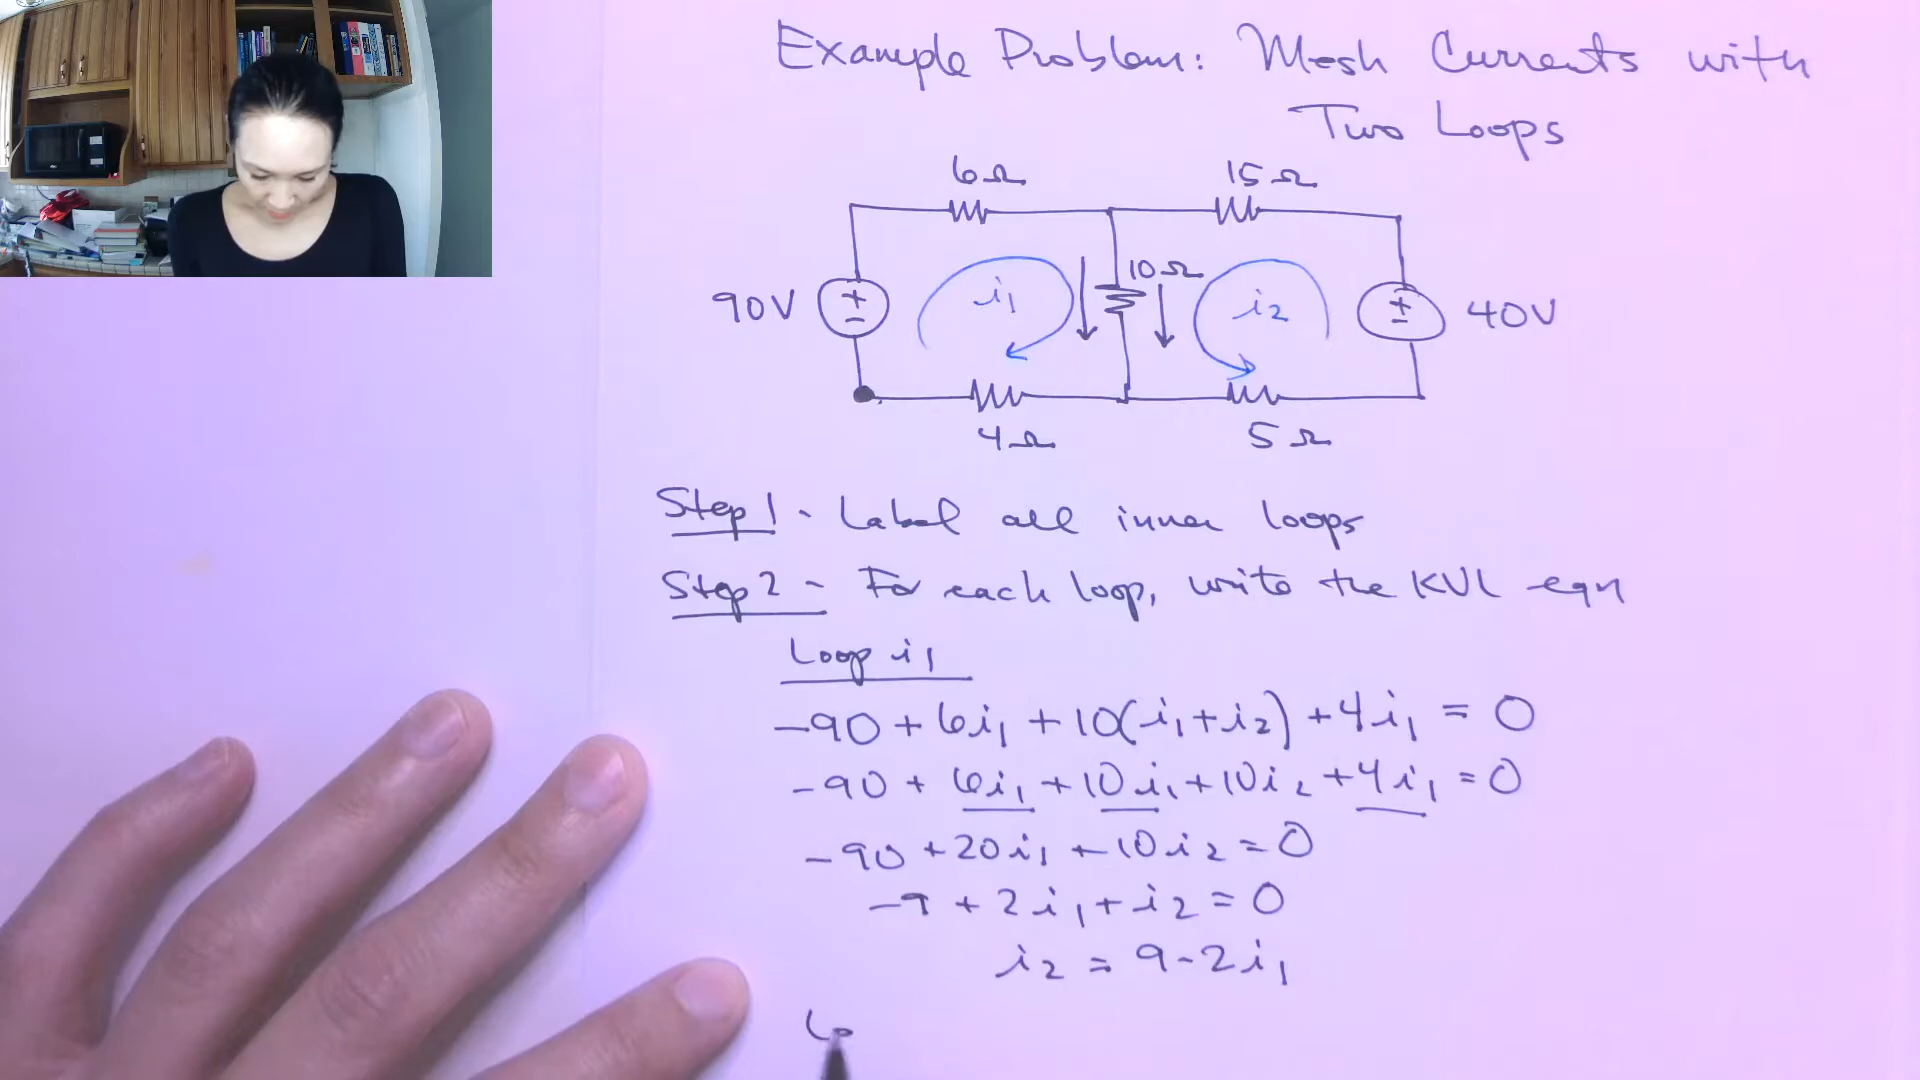 Example Problem: Mesh Currents with
Two Loops
6Ω
15Ω
90V
+
-
i1
10Ω
i2
+
-
40V
4Ω
5Ω
Step 1 - Label all inner loops
Step 2 - For each loop, write the KVL eqn
Loop i1
-90 + 6i1 + 10(i1+i2) + 4i1 = 0
-90 + 6i1 + 10i1 + 10i2 + 4i1 = 0
-90 + 20i1 + 10i2 = 0
-9 + 2i1 + i2 = 0
i2 = 9 - 2i1
Lo